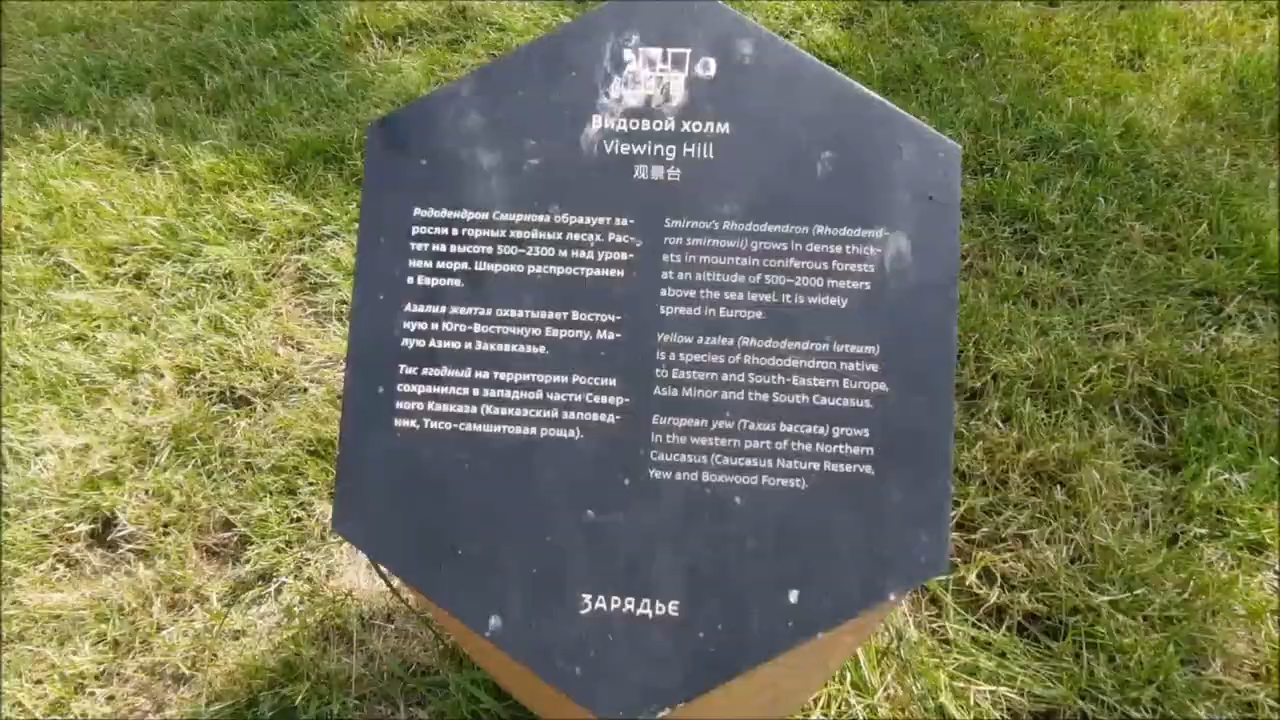 Видовой холм
Viewing Hill
观景台
Рододендрон Смирнова образует за-
росли в горных хвойных лесах. Рас-
тет на высоте 500–2300 м над уров-
нем моря. Широко распространен
в Европе.
Азалия желтая охватывает Восточ-
ную и Юго-Восточную Европу, Ма-
лую Азию и Закавказье.
Тис ягодный на территории России
сохранился в западной части Север-
ного Кавказа (Кавказский заповед-
ник, Тисо-самшитовая роща).
Smirnov's Rhododendron (Rhododend-
ron smirnowii) grows in dense thick-
ets in mountain coniferous forests
at an altitude of 500–2000 meters
above the sea level. It is widely
spread in Europe.
Yellow azalea (Rhododendron luteum)
is a species of Rhododendron native
to Eastern and South-Eastern Europe,
Asia Minor and the South Caucasus.
European yew (Taxus baccata) grows
in the western part of the Northern
Caucasus (Caucasus Nature Reserve,
Yew and Boxwood Forest).
ЗАРЯДЬЕ